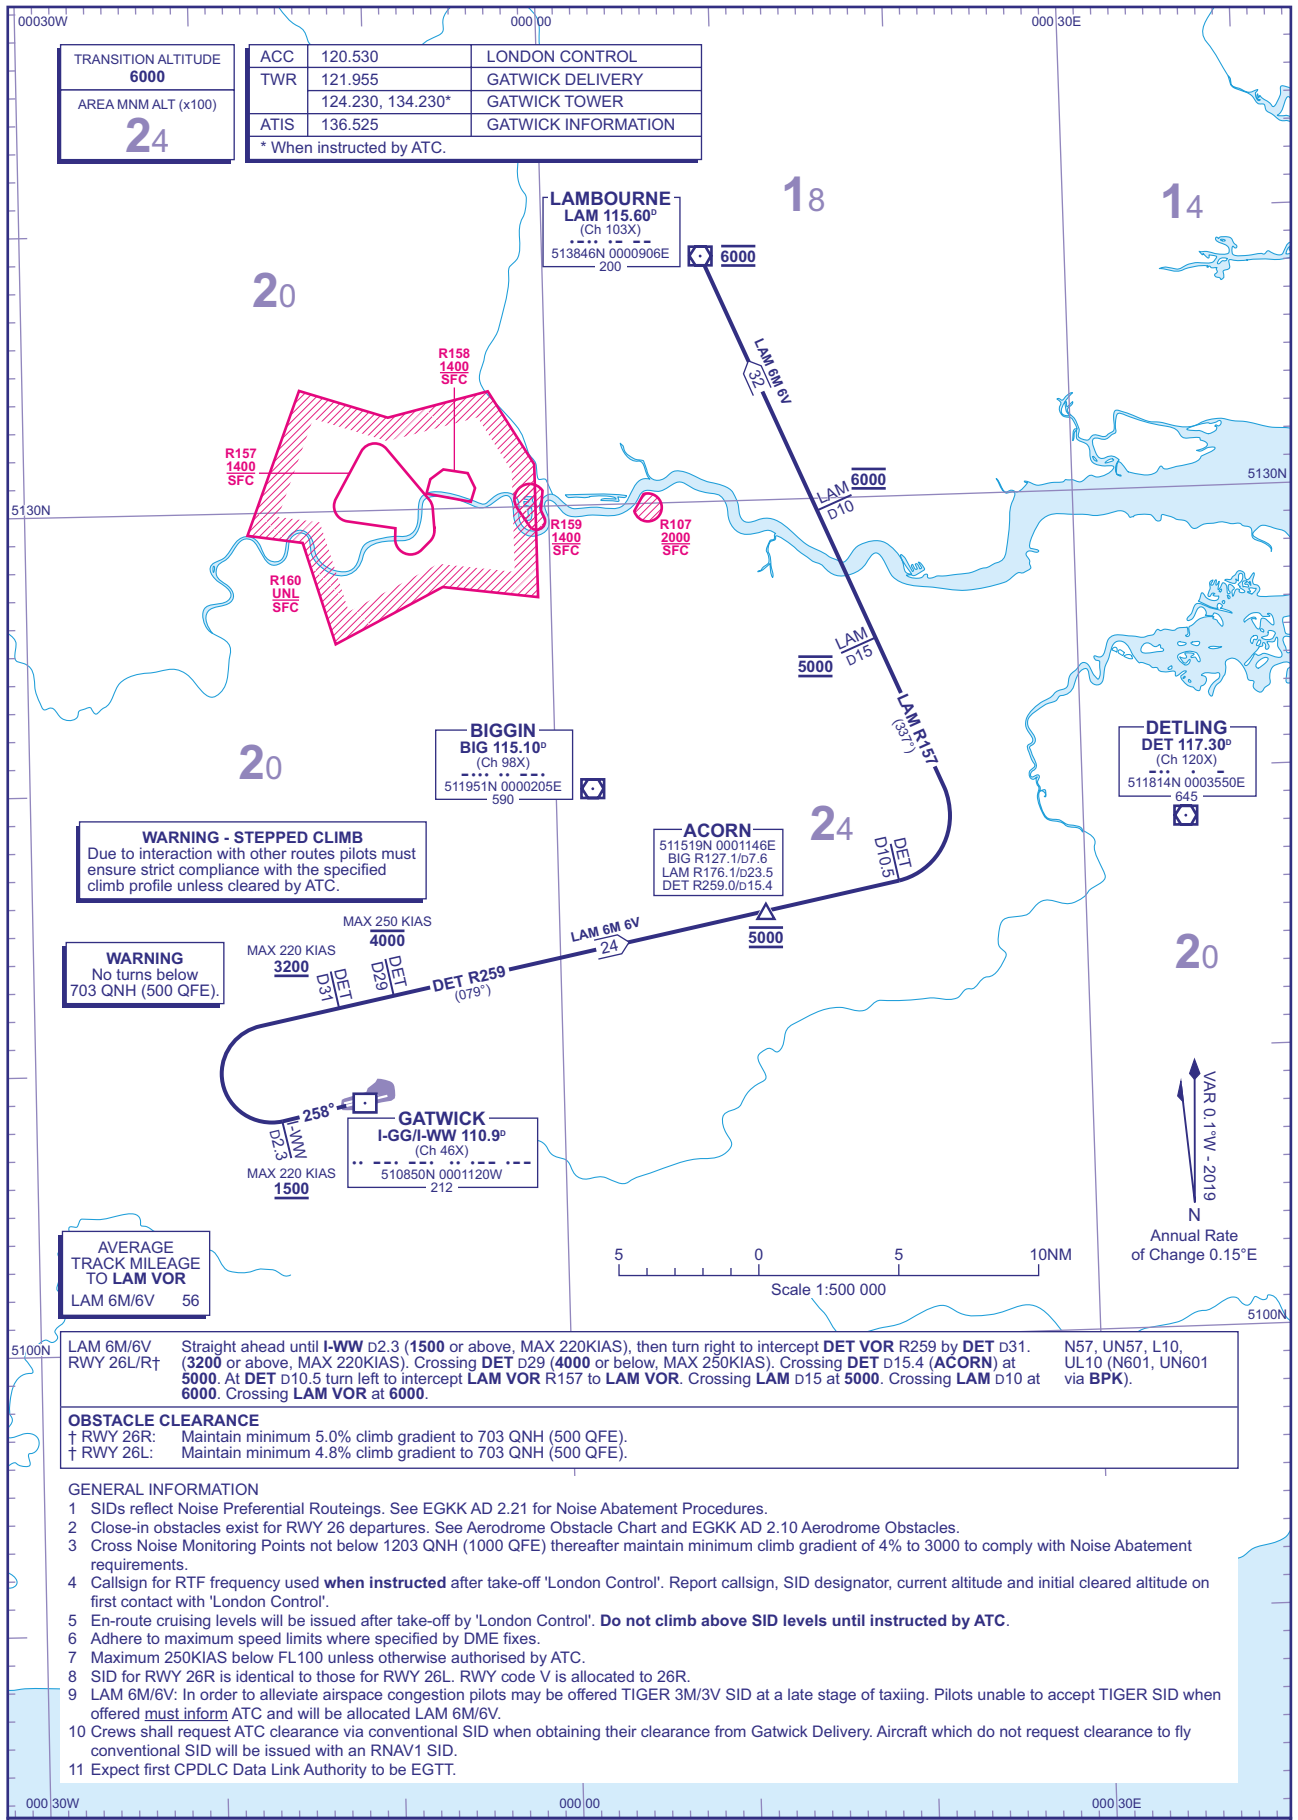 000 30W
000 00
000 30E
TRANSITION ALTITUDE
6000
AREA MNM ALT (x100)
24
ACC 120.530 LONDON CONTROL
TWR 121.955 GATWICK DELIVERY
124.230, 134.230* GATWICK TOWER
ATIS 136.525 GATWICK INFORMATION
* When instructed by ATC.
18
14
LAMBOURNE
LAM 115.60ᴰ
(Ch 103X)
513846N 0000906E
200
6000
20
LAM 6M 6V
32
R158
1400
SFC
R157
1400
SFC
5130N
5130N
LAM
D10
6000
R159
1400
SFC
R107
2000
SFC
R160
UNL
SFC
LAM
D15
5000
LAM R157
(337°)
BIGGIN
BIG 115.10ᴰ
(Ch 98X)
511951N 0000205E
590
DETLING
DET 117.30ᴰ
(Ch 120X)
511814N 0003550E
645
20
24
WARNING - STEPPED CLIMB
Due to interaction with other routes pilots must
ensure strict compliance with the specified
climb profile unless cleared by ATC.
ACORN
511519N 0001146E
BIG R127.1/D7.6
LAM R176.1/D23.5
DET R259.0/D15.4
DET
D10.5
5000
MAX 250 KIAS
4000
MAX 220 KIAS
3200
LAM 6M 6V
24
WARNING
No turns below
703 QNH (500 QFE).
DET
D31
DET
D29
DET R259
(079°)
20
258°
I-WW
D2.3
MAX 220 KIAS
1500
GATWICK
I-GG/I-WW 110.9ᴰ
(Ch 46X)
510850N 0001120W
212
VAR 0.1°W - 2019
N
Annual Rate
of Change 0.15°E
AVERAGE
TRACK MILEAGE
TO LAM VOR
LAM 6M/6V 56
5 0 5 10NM
Scale 1:500 000
5100N
5100N
LAM 6M/6V Straight ahead until I-WW D2.3 (1500 or above, MAX 220KIAS), then turn right to intercept DET VOR R259 by DET D31. N57, UN57, L10,
RWY 26L/R† (3200 or above, MAX 220KIAS). Crossing DET D29 (4000 or below, MAX 250KIAS). Crossing DET D15.4 (ACORN) at UL10 (N601, UN601
5000. At DET D10.5 turn left to intercept LAM VOR R157 to LAM VOR. Crossing LAM D15 at 5000. Crossing LAM D10 at via BPK).
6000. Crossing LAM VOR at 6000.
OBSTACLE CLEARANCE
† RWY 26R: Maintain minimum 5.0% climb gradient to 703 QNH (500 QFE).
† RWY 26L: Maintain minimum 4.8% climb gradient to 703 QNH (500 QFE).
GENERAL INFORMATION
1 SIDs reflect Noise Preferential Routeings. See EGKK AD 2.21 for Noise Abatement Procedures.
2 Close-in obstacles exist for RWY 26 departures. See Aerodrome Obstacle Chart and EGKK AD 2.10 Aerodrome Obstacles.
3 Cross Noise Monitoring Points not below 1203 QNH (1000 QFE) thereafter maintain minimum climb gradient of 4% to 3000 to comply with Noise Abatement
requirements.
4 Callsign for RTF frequency used when instructed after take-off 'London Control'. Report callsign, SID designator, current altitude and initial cleared altitude on
first contact with 'London Control'.
5 En-route cruising levels will be issued after take-off by 'London Control'. Do not climb above SID levels until instructed by ATC.
6 Adhere to maximum speed limits where specified by DME fixes.
7 Maximum 250KIAS below FL100 unless otherwise authorised by ATC.
8 SID for RWY 26R is identical to those for RWY 26L. RWY code V is allocated to 26R.
9 LAM 6M/6V: In order to alleviate airspace congestion pilots may be offered TIGER 3M/3V SID at a late stage of taxiing. Pilots unable to accept TIGER SID when
offered must inform ATC and will be allocated LAM 6M/6V.
10 Crews shall request ATC clearance via conventional SID when obtaining their clearance from Gatwick Delivery. Aircraft which do not request clearance to fly
conventional SID will be issued with an RNAV1 SID.
11 Expect first CPDLC Data Link Authority to be EGTT.
000 30W
000 00
000 30E